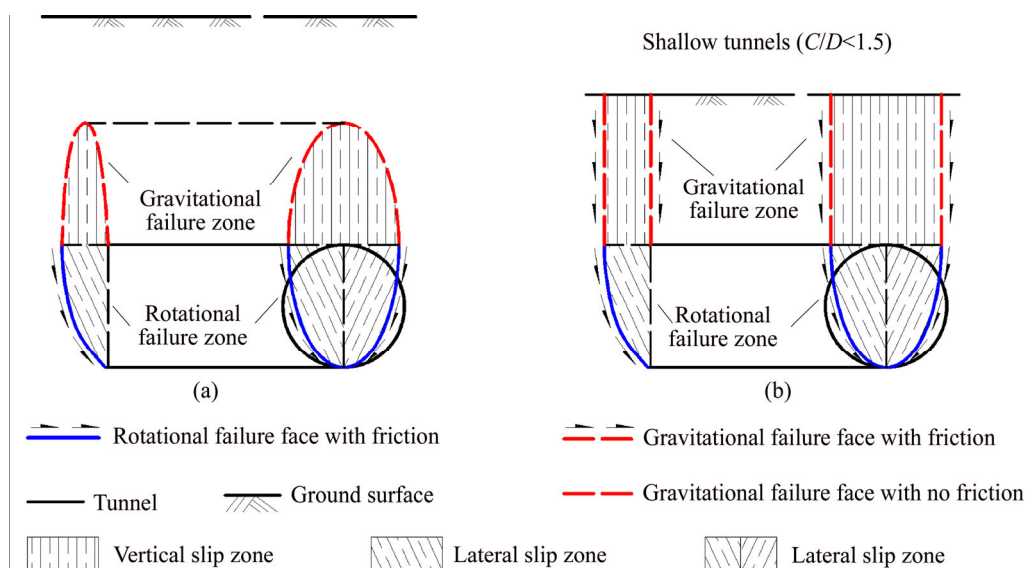 Shallow tunnels (C/D<1.5)
Gravitational
failure zone
Rotational
failure zone
(a)
Gravitational
failure zone
Rotational
failure zone
(b)
Rotational failure face with friction
Gravitational failure face with friction
Tunnel
Ground surface
Gravitational failure face with no friction
Vertical slip zone
Lateral slip zone
Lateral slip zone